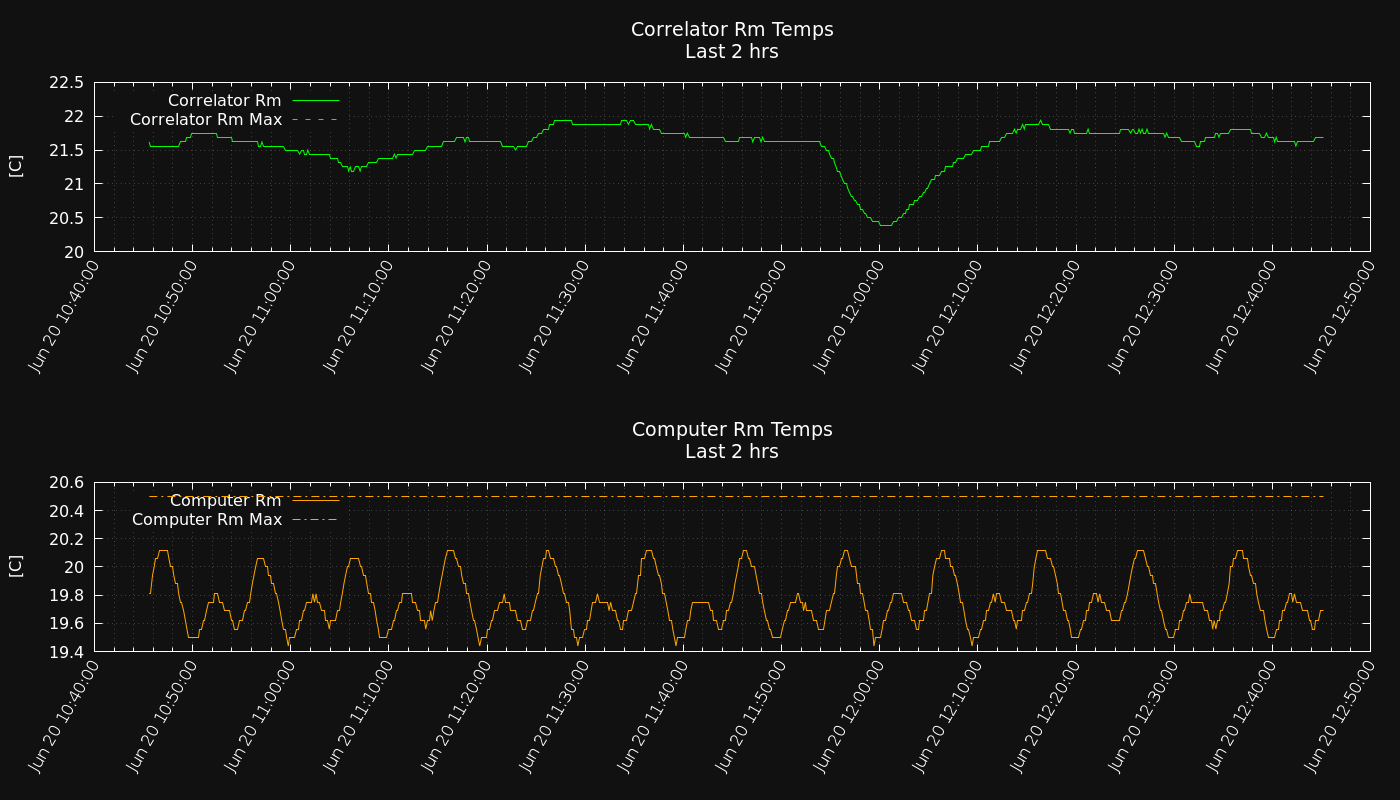 Correlator Rm Temps
Last 2 hrs
22.5
22
21.5
21
20.5
20
[C]
Correlator Rm
Correlator Rm Max
Jun 20 10:40:00
Jun 20 10:50:00
Jun 20 11:00:00
Jun 20 11:10:00
Jun 20 11:20:00
Jun 20 11:30:00
Jun 20 11:40:00
Jun 20 11:50:00
Jun 20 12:00:00
Jun 20 12:10:00
Jun 20 12:20:00
Jun 20 12:30:00
Jun 20 12:40:00
Jun 20 12:50:00
Computer Rm Temps
Last 2 hrs
20.6
20.4
20.2
20
19.8
19.6
19.4
[C]
Computer Rm
Computer Rm Max
Jun 20 10:40:00
Jun 20 10:50:00
Jun 20 11:00:00
Jun 20 11:10:00
Jun 20 11:20:00
Jun 20 11:30:00
Jun 20 11:40:00
Jun 20 11:50:00
Jun 20 12:00:00
Jun 20 12:10:00
Jun 20 12:20:00
Jun 20 12:30:00
Jun 20 12:40:00
Jun 20 12:50:00